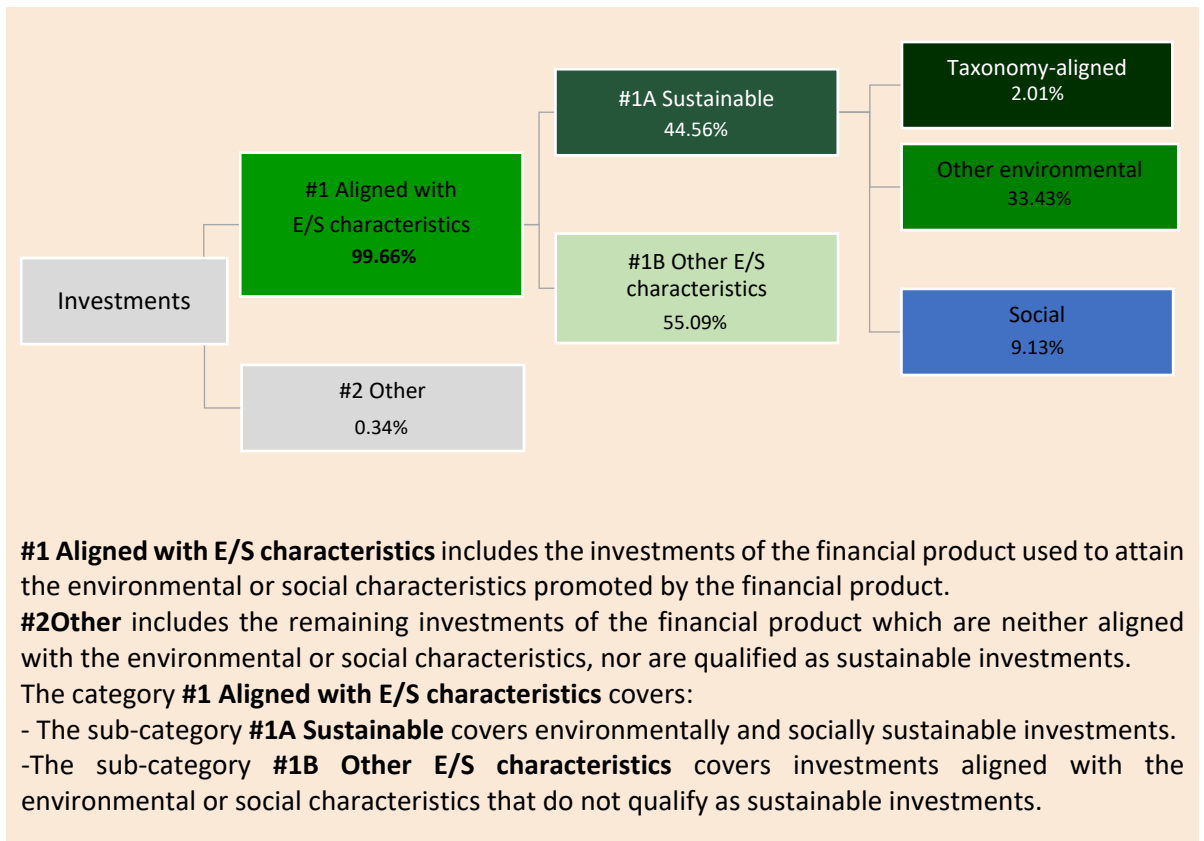 Investments
#1 Aligned with
E/S characteristics
99.66%
#2 Other
0.34%
#1A Sustainable
44.56%
#1B Other E/S
characteristics
55.09%
Taxonomy-aligned
2.01%
Other environmental
33.43%
Social
9.13%
#1 Aligned with E/S characteristics includes the investments of the financial product used to attain
the environmental or social characteristics promoted by the financial product.
#2Other includes the remaining investments of the financial product which are neither aligned
with the environmental or social characteristics, nor are qualified as sustainable investments.
The category #1 Aligned with E/S characteristics covers:
- The sub-category #1A Sustainable covers environmentally and socially sustainable investments.
-The sub-category #1B Other E/S characteristics covers investments aligned with the
environmental or social characteristics that do not qualify as sustainable investments.